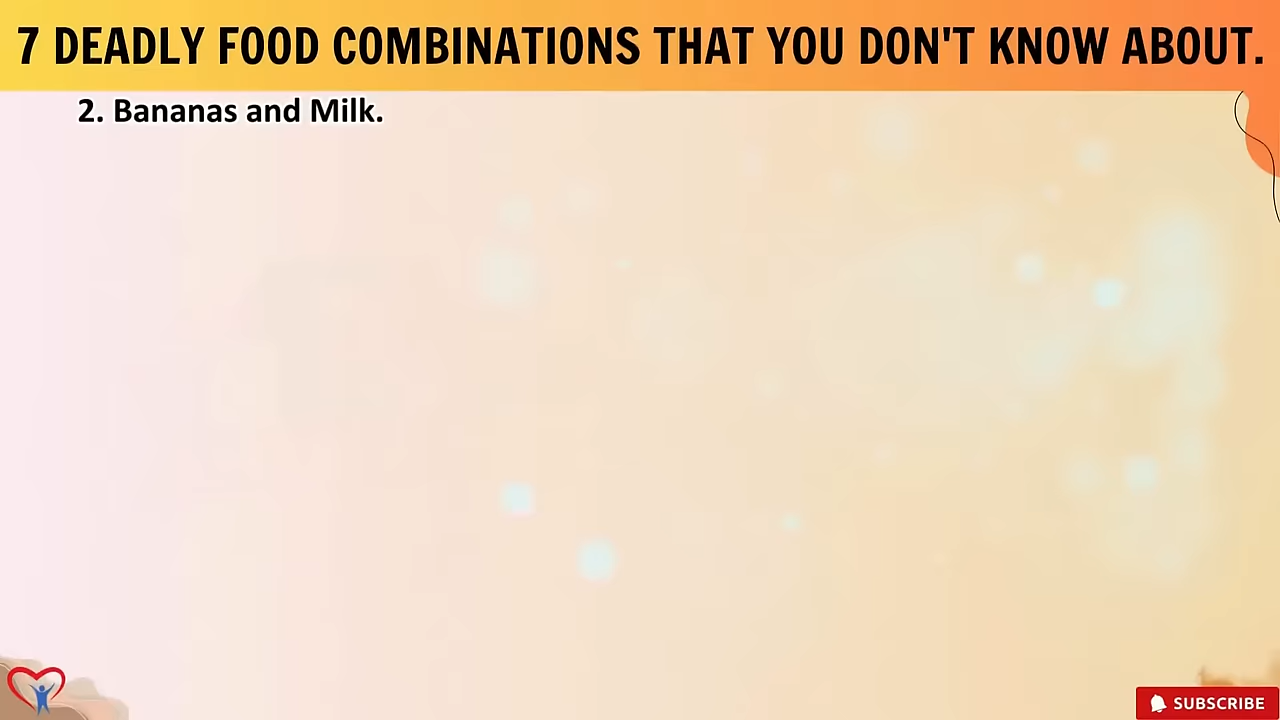 7 DEADLY FOOD COMBINATIONS THAT YOU DON'T KNOW ABOUT.
2. Bananas and Milk.
SUBSCRIBE